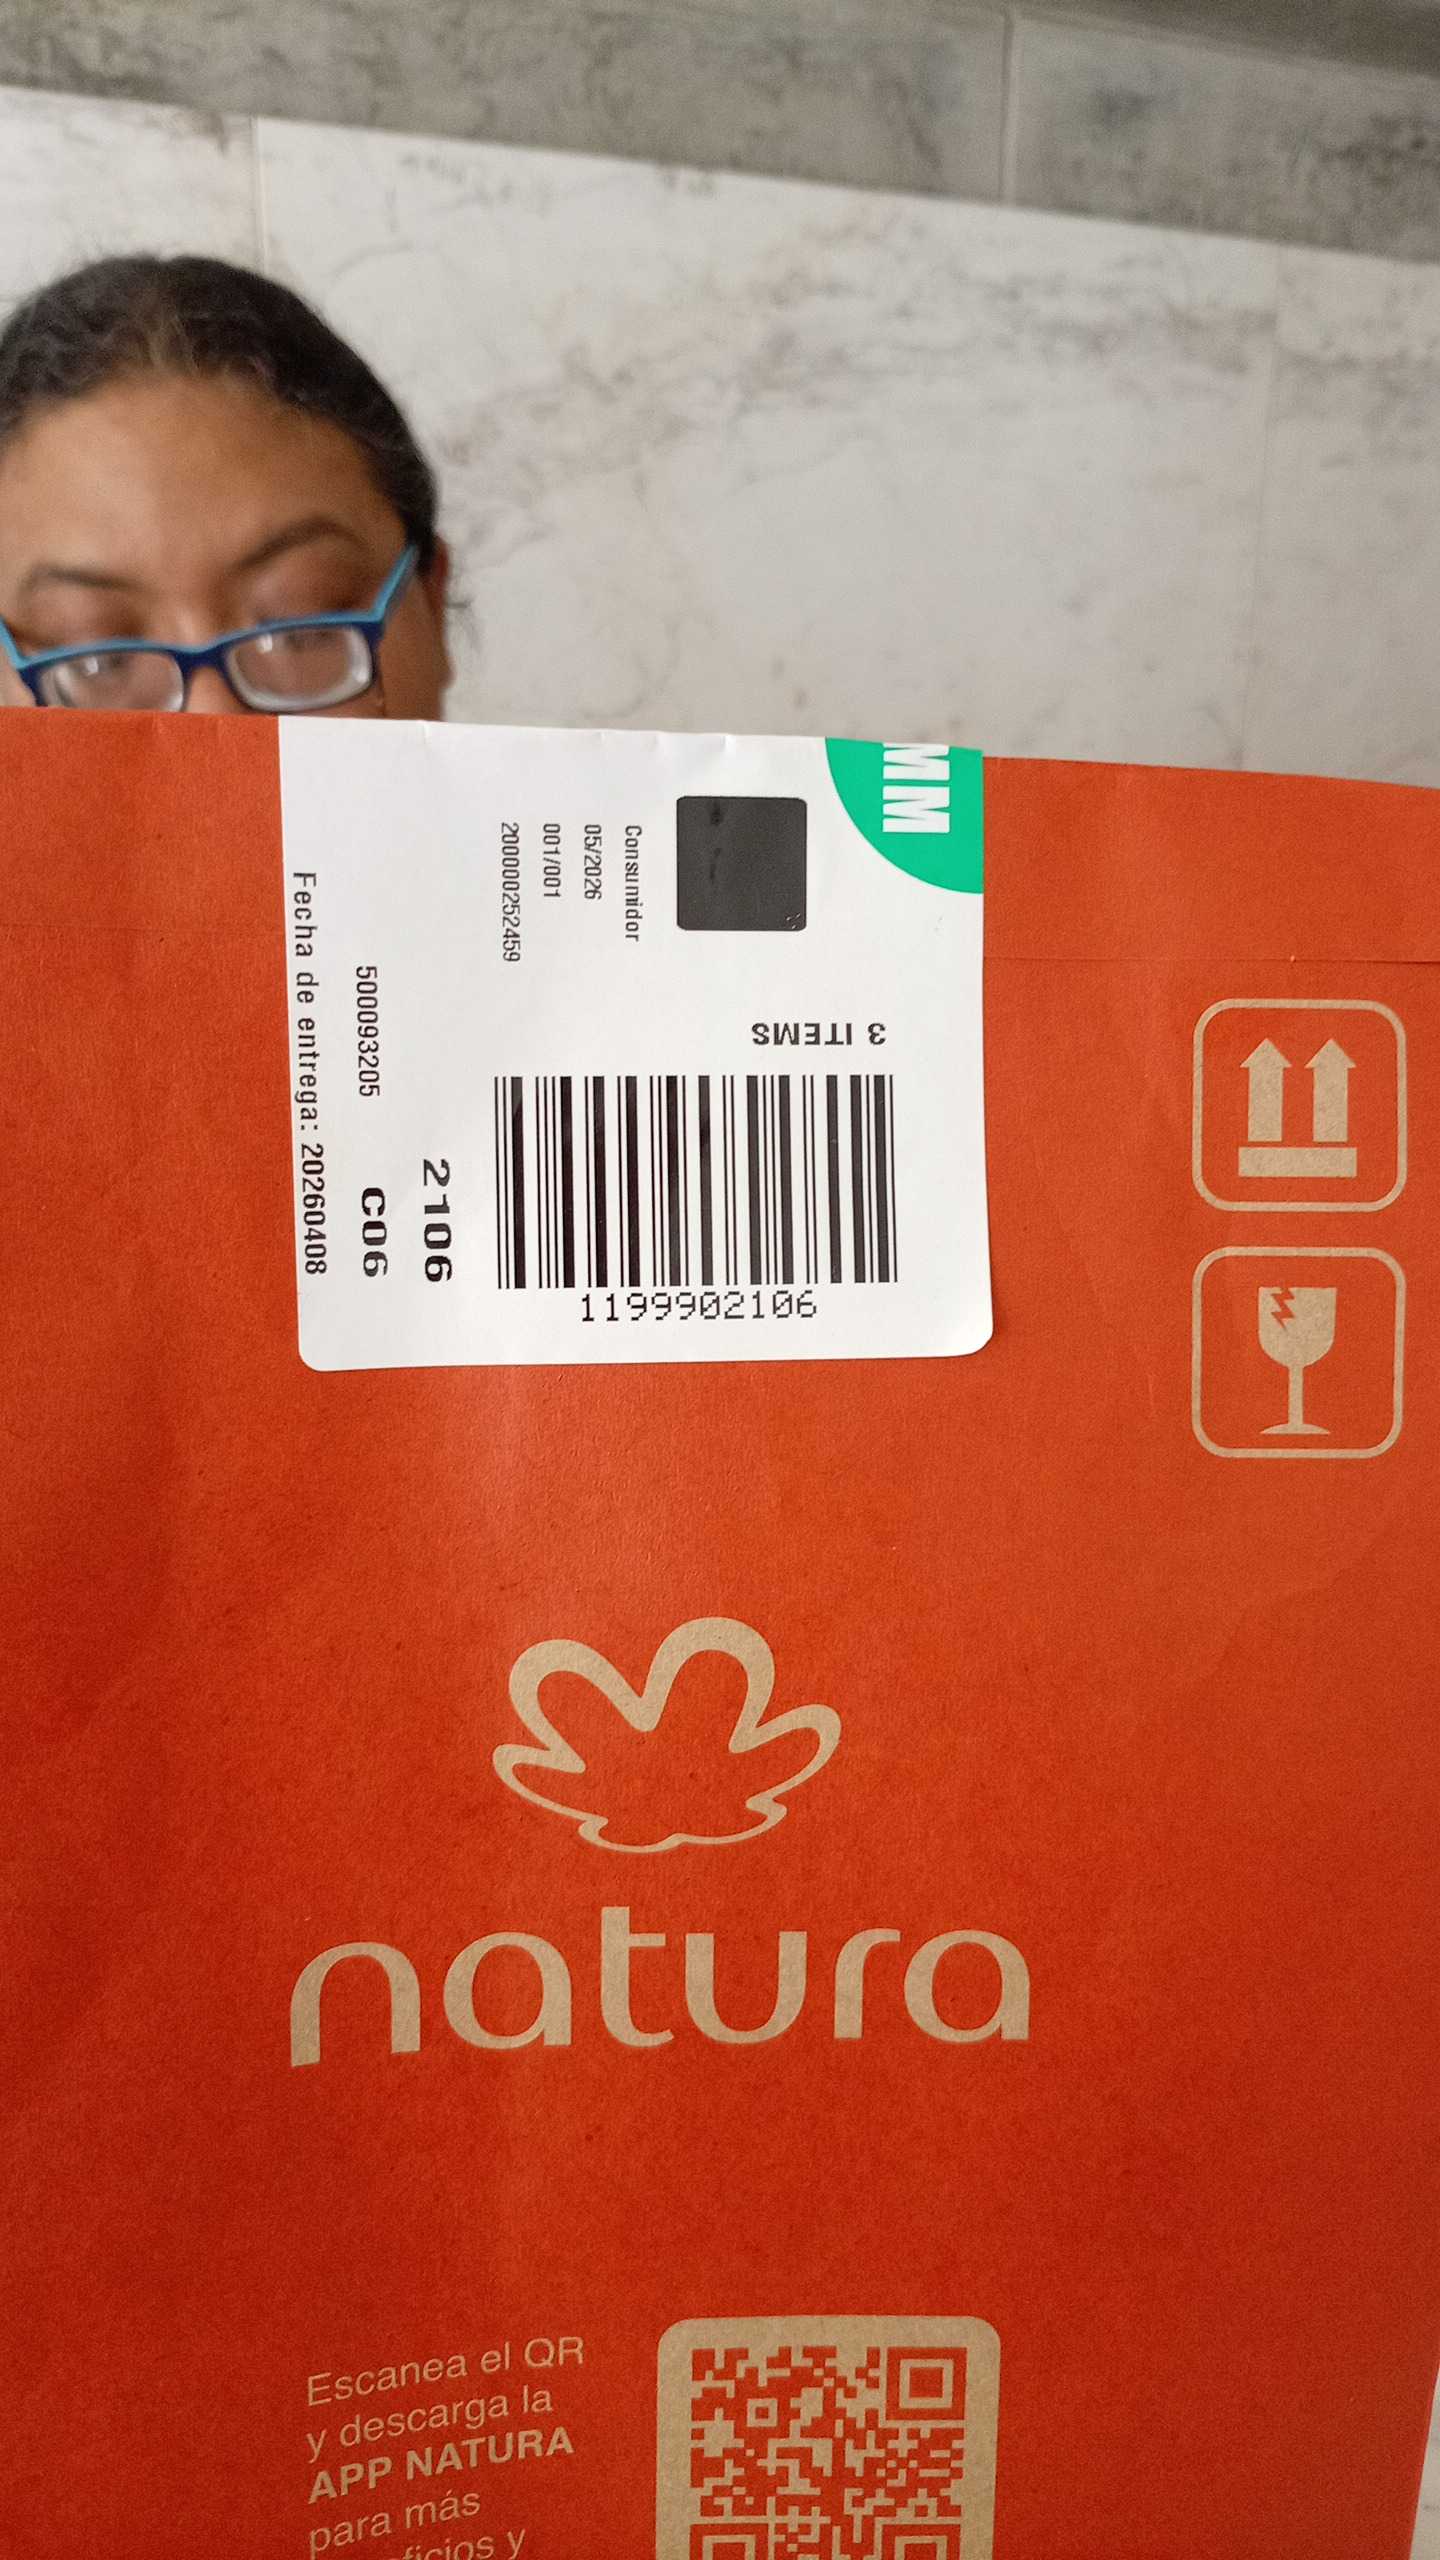 MM
Consumidor
05/2026
001/001
20000252459
3 ITEMS
1199902106
2106
500093205 C06
Fecha de entrega: 20260408
natura
Escanea el QR
y descarga la
APP NATURA
para más
y